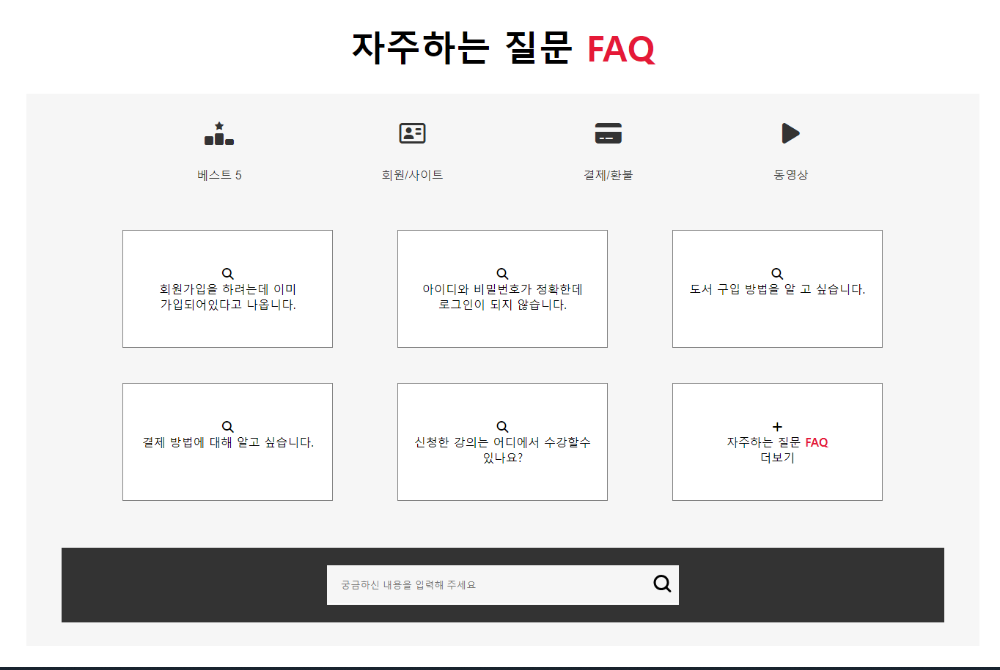 자주하는 질문 FAQ
베스트 5
회원/사이트
결제/환불
동영상
회원가입을 하려는데 이미
가입되어있다고 나옵니다.
아이디와 비밀번호가 정확한데
로그인이 되지 않습니다.
도서 구입 방법을 알 고 싶습니다.
결제 방법에 대해 알고 싶습니다.
신청한 강의는 어디에서 수강할수
있나요?
자주하는 질문 FAQ
더보기
궁금하신 내용을 입력해 주세요